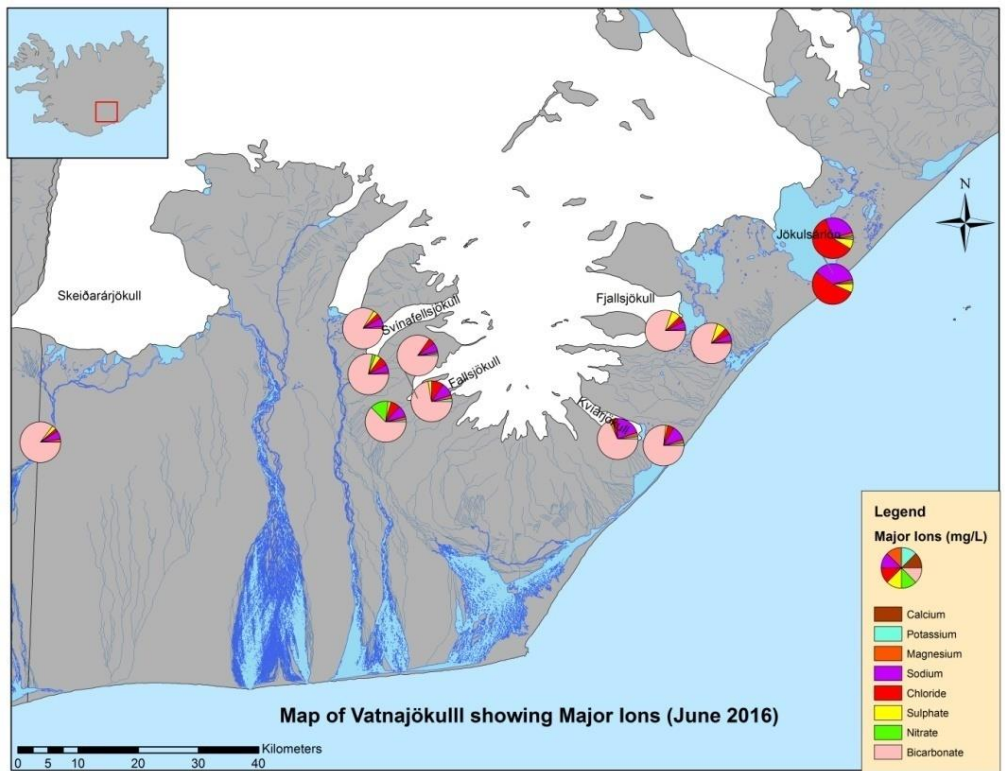 N
Jökulsárlón
Skeiðarárjökull
Fjallsjökull
Svínafellsjökull
Fallsjökull
Kvíárjökull
Legend
Major Ions (mg/L)
Calcium
Potassium
Magnesium
Sodium
Chloride
Sulphate
Nitrate
Bicarbonate
Map of Vatnajökulll showing Major Ions (June 2016)
Kilometers
0 5 10 20 30 40